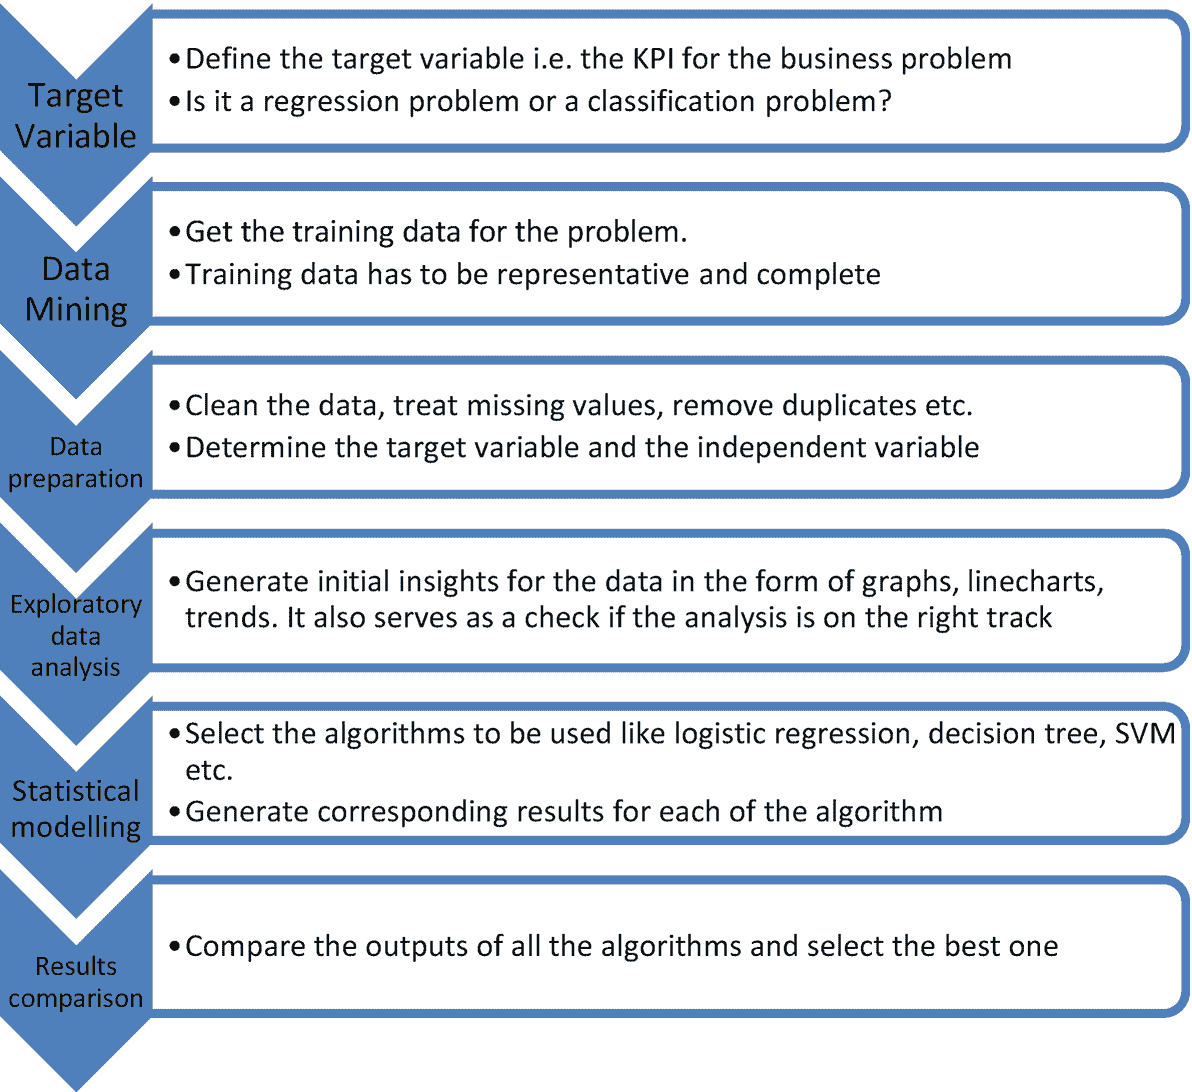 Target
Variable
•Define the target variable i.e. the KPI for the business problem
•Is it a regression problem or a classification problem?
Data
Mining
•Get the training data for the problem.
•Training data has to be representative and complete
Data
preparation
•Clean the data, treat missing values, remove duplicates etc.
•Determine the target variable and the independent variable
Exploratory
data
analysis
•Generate initial insights for the data in the form of graphs, linecharts,
trends. It also serves as a check if the analysis is on the right track
Statistical
modelling
•Select the algorithms to be used like logistic regression, decision tree, SVM
etc.
•Generate corresponding results for each of the algorithm
Results
comparison
•Compare the outputs of all the algorithms and select the best one